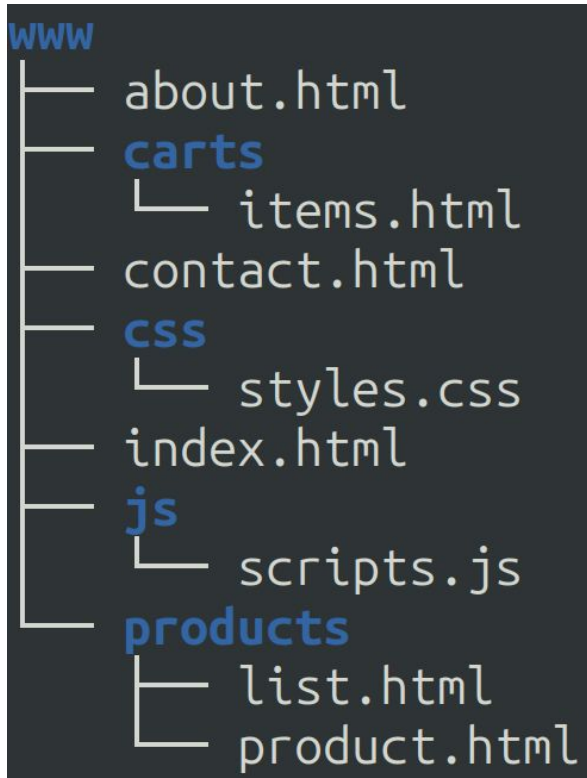 www
about.html
carts
items.html
contact.html
css
styles.css
index.html
js
scripts.js
products
list.html
product.html